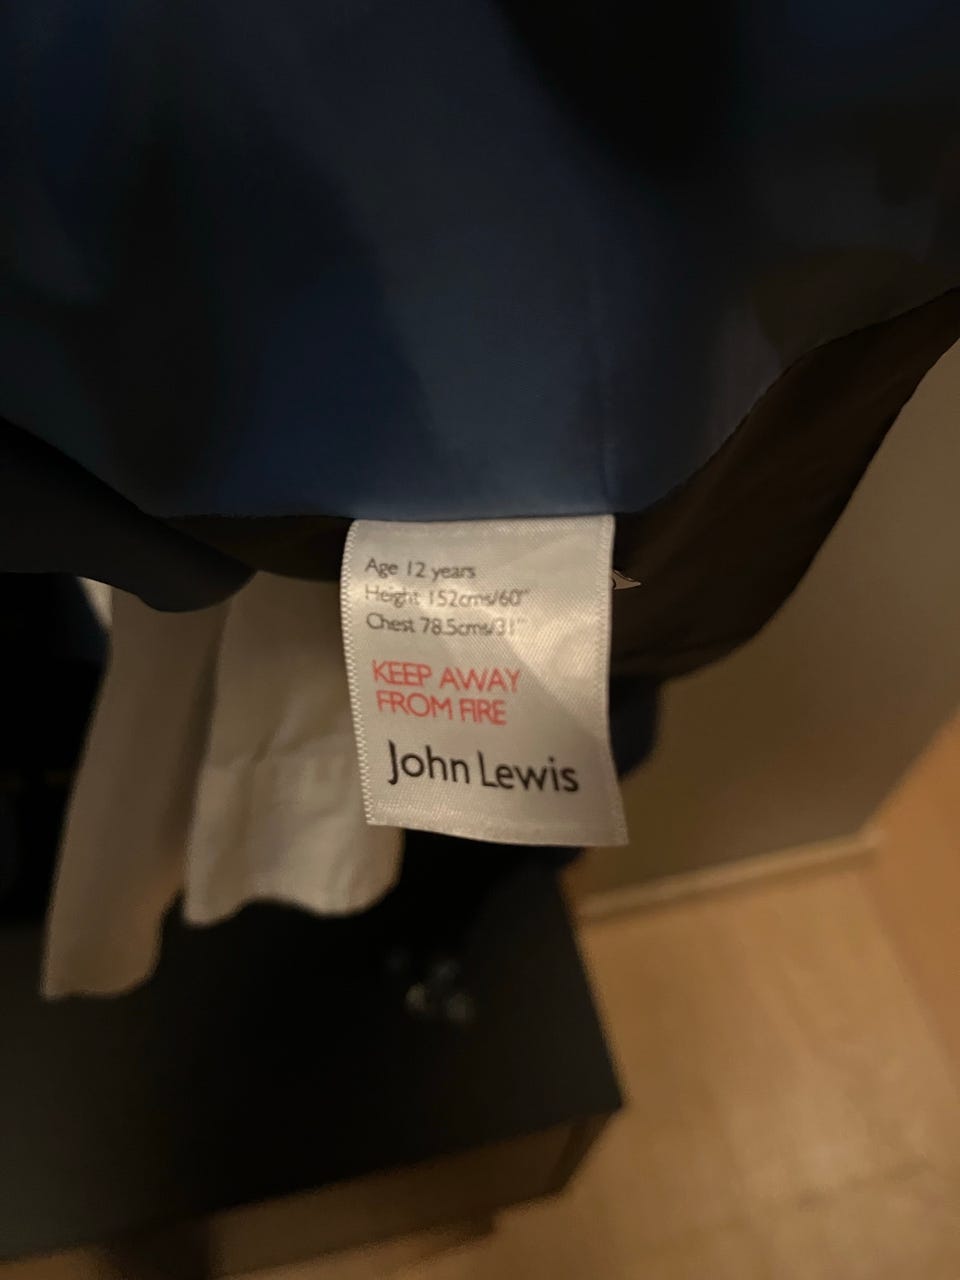 Age 12 years
Height 152cms/60"
Chest 78.5cms/31"
KEEP AWAY
FROM FIRE
John Lewis